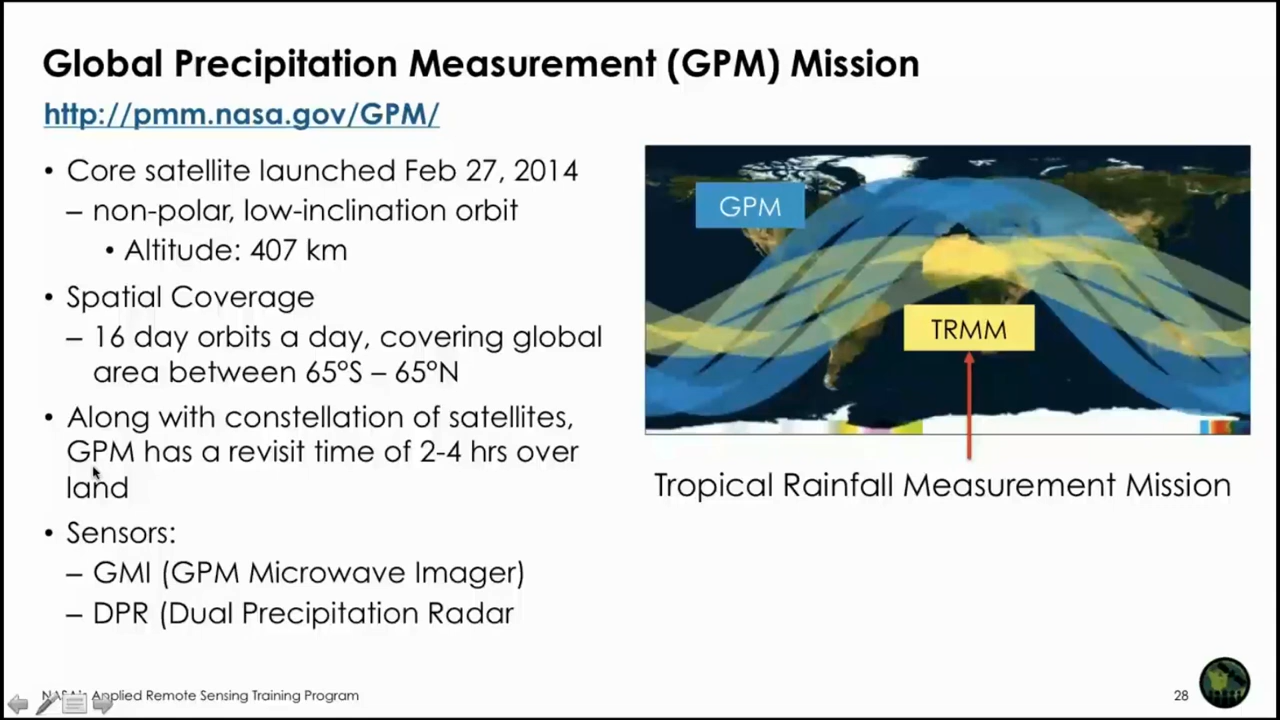 Global Precipitation Measurement (GPM) Mission
http://pmm.nasa.gov/GPM/
• Core satellite launched Feb 27, 2014
– non-polar, low-inclination orbit
• Altitude: 407 km
• Spatial Coverage
– 16 day orbits a day, covering global
area between 65°S – 65°N
• Along with constellation of satellites,
GPM has a revisit time of 2-4 hrs over
land
• Sensors:
– GMI (GPM Microwave Imager)
– DPR (Dual Precipitation Radar
GPM
TRMM
Tropical Rainfall Measurement Mission
NASA's Applied Remote Sensing Training Program
28